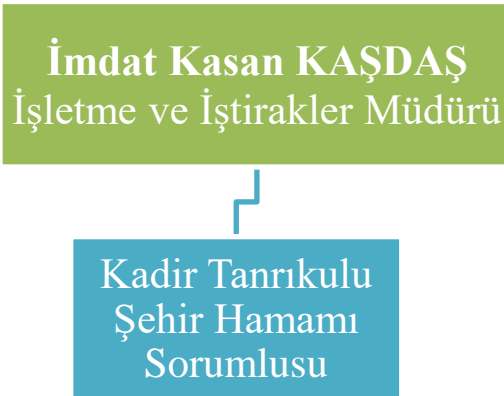 İmdat Kasan KAŞDAŞ
İşletme ve İştirakler Müdürü
Kadir Tanrıkulu
Şehir Hamamı
Sorumlusu